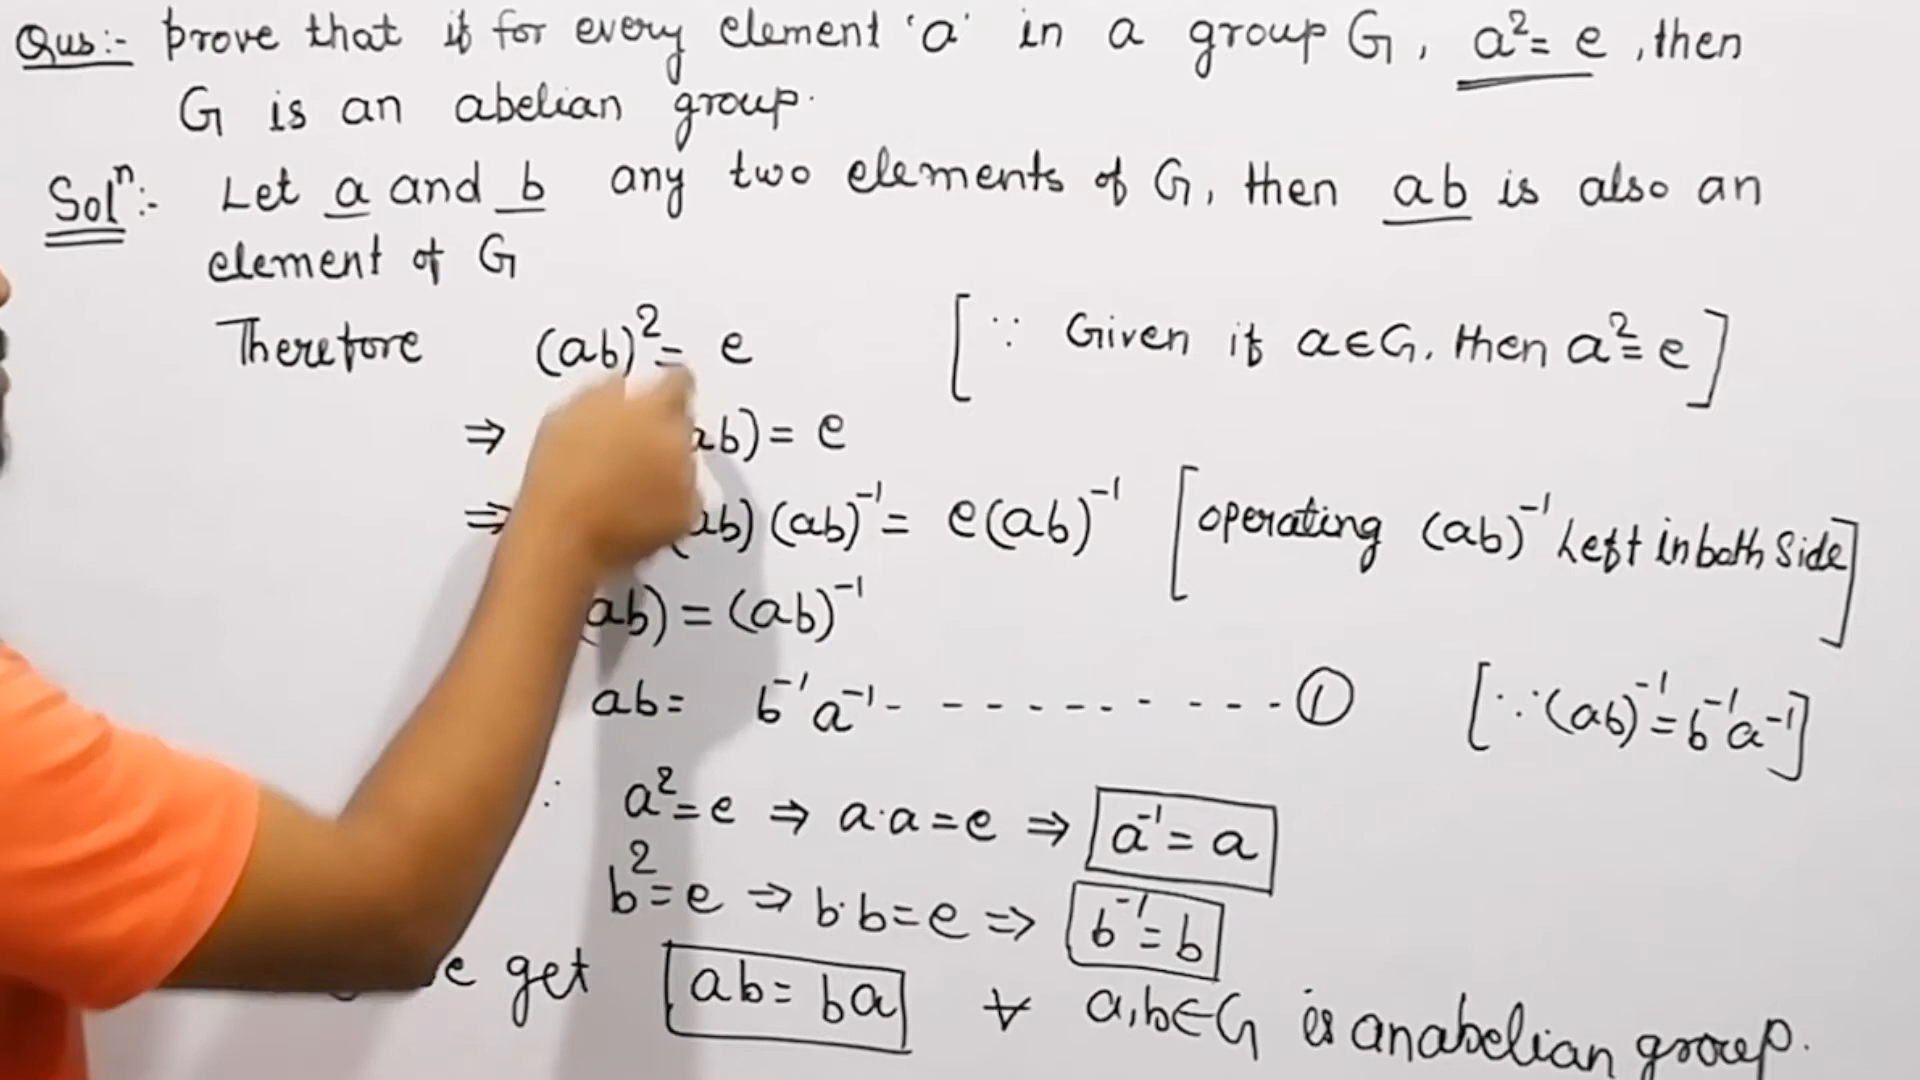 Qus:- prove that if for every element 'a' in a group G, a²= e, then
G is an abelian group.
Solⁿ:- Let a and b any two elements of G, then ab is also an
element of G
Therefore (ab)²= e [∵ Given if a∈G, then a²= e]
⇒ ab) = e
⇒ ab) (ab)⁻¹ = e(ab)⁻¹ [operating (ab)⁻¹ Left in both side]
ab) = (ab)⁻¹
ab = b⁻¹a⁻¹ - - - - - - - - - - ① [∵ (ab)⁻¹= b⁻¹a⁻¹]
∵ a²= e ⇒ a·a = e ⇒ a⁻¹= a
b²= e ⇒ b·b = e ⇒ b⁻¹= b
get ab = ba ∀ a,b∈G is an abelian group.